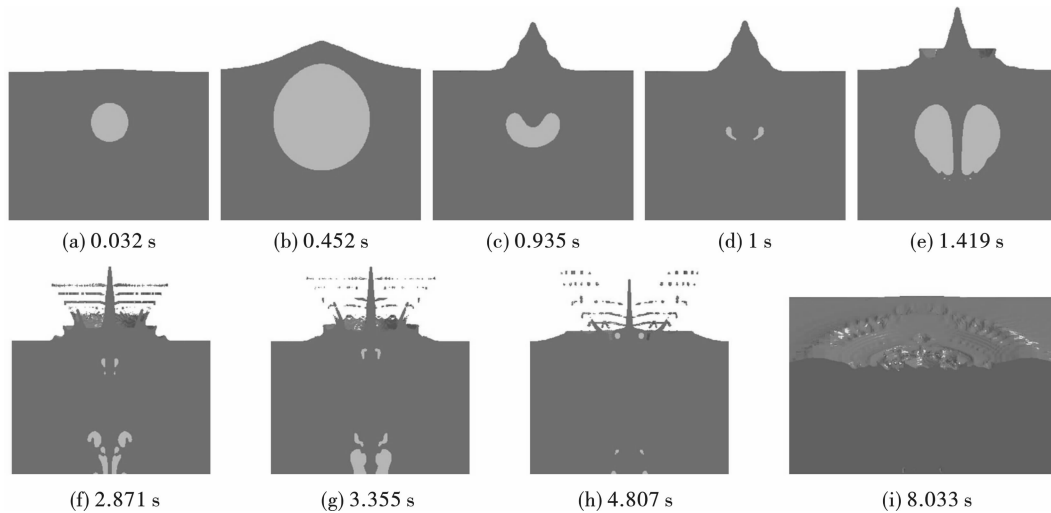 (a) 0.032 s
(b) 0.452 s
(c) 0.935 s
(d) 1 s
(e) 1.419 s
(f) 2.871 s
(g) 3.355 s
(h) 4.807 s
(i) 8.033 s